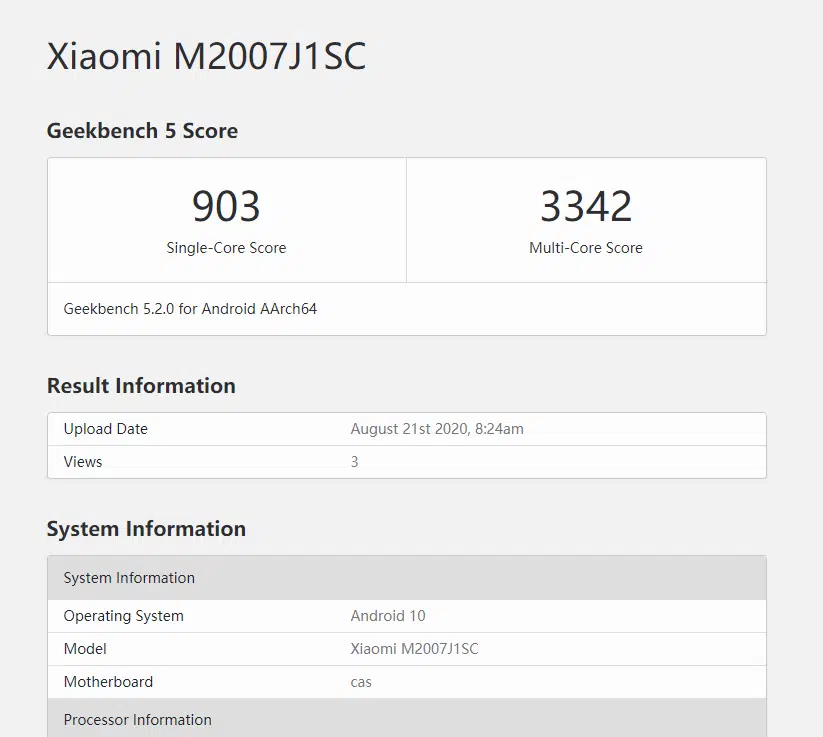 Xiaomi M2007J1SC
Geekbench 5 Score
903
Single-Core Score
3342
Multi-Core Score
Geekbench 5.2.0 for Android AArch64
Result Information
Upload Date August 21st 2020, 8:24am
Views 3
System Information
System Information
Operating System Android 10
Model Xiaomi M2007J1SC
Motherboard cas
Processor Information